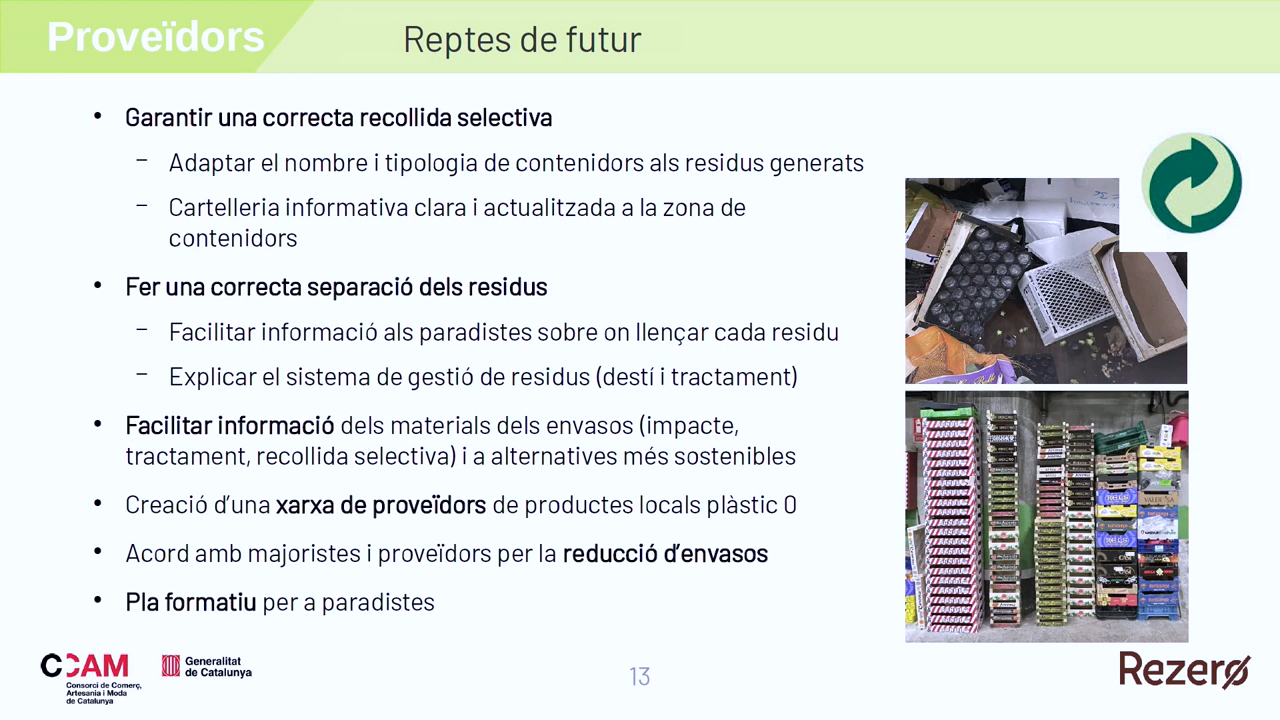 Proveïdors
Reptes de futur
• Garantir una correcta recollida selectiva
– Adaptar el nombre i tipologia de contenidors als residus generats
– Cartelleria informativa clara i actualitzada a la zona de
contenidors
• Fer una correcta separació dels residus
– Facilitar informació als paradistes sobre on llençar cada residu
– Explicar el sistema de gestió de residus (destí i tractament)
• Facilitar informació dels materials dels envasos (impacte,
tractament, recollida selectiva) i a alternatives més sostenibles
• Creació d'una xarxa de proveïdors de productes locals plàstic 0
• Acord amb majoristes i proveïdors per la reducció d'envasos
• Pla formatiu per a paradistes
CCAM
Consorci de Comerç,
Artesania i Moda
de Catalunya
Generalitat
de Catalunya
13
Rezero